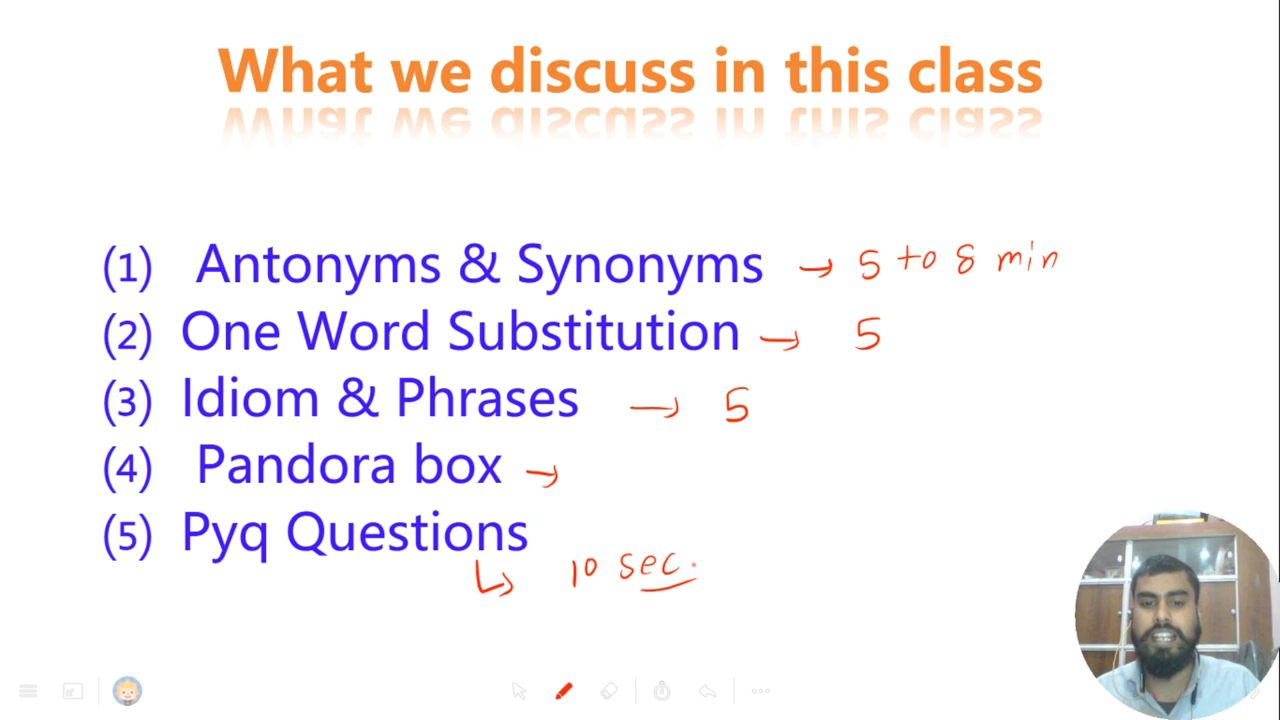 What we discuss in this class
(1) Antonyms & Synonyms → 5 to 8 min
(2) One Word Substitution → 5
(3) Idiom & Phrases → 5
(4) Pandora box →
(5) Pyq Questions
↳ 10 sec.